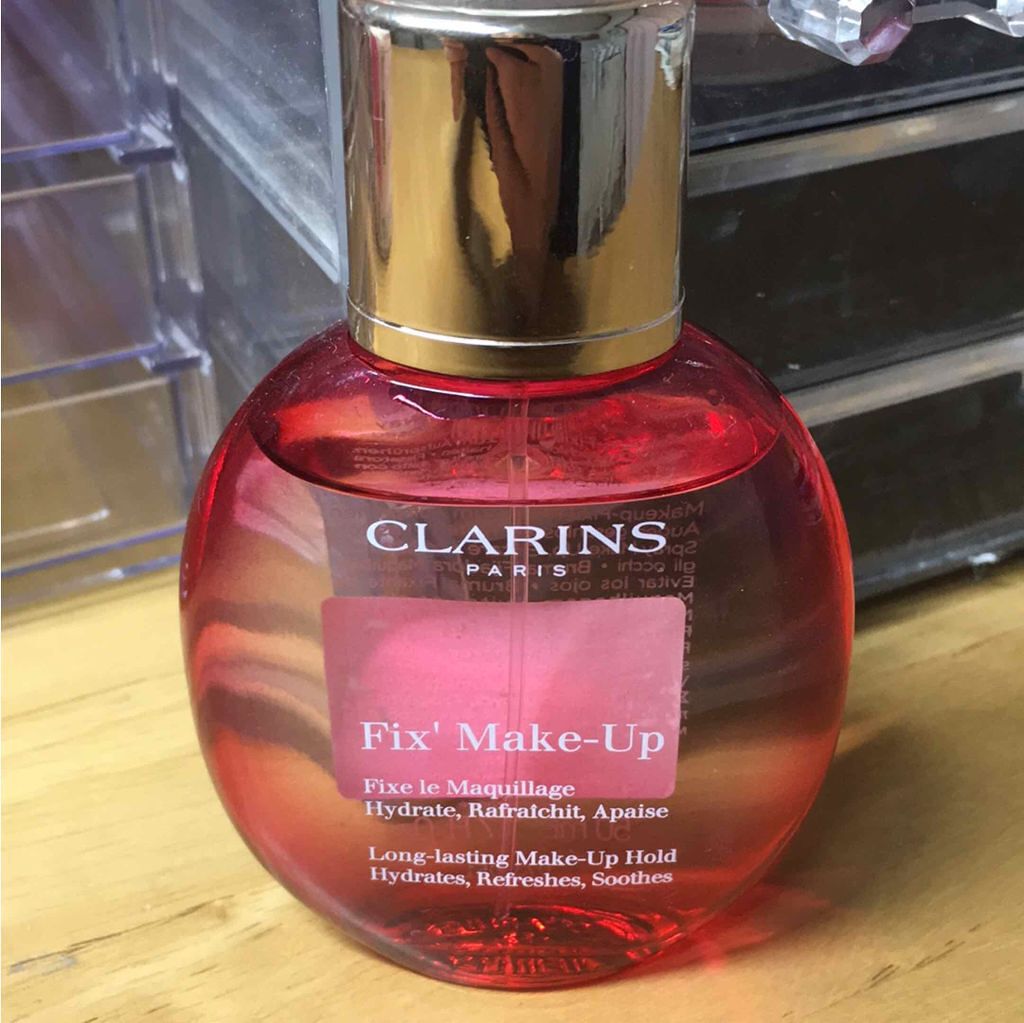 CLARINS
PARIS
Fix' Make-Up
Fixe le Maquillage
Hydrate, Rafraîchit, Apaise
Long-lasting Make-Up Hold
Hydrates, Refreshes, Soothes